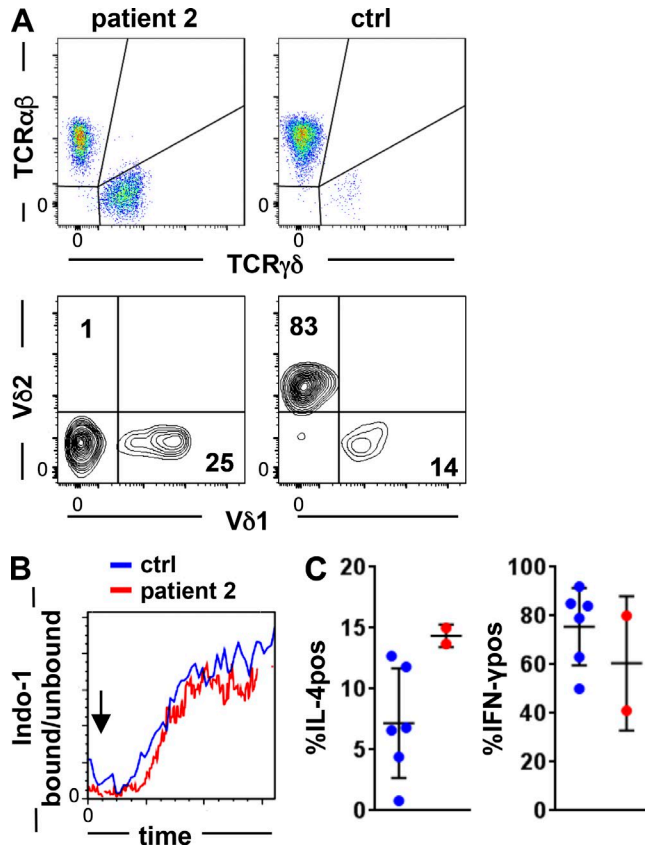 A
patient 2
ctrl
TCRαβ
0
0
0
TCRγδ
Vδ2
1
25
83
14
0
0
0
Vδ1
B
ctrl
patient 2
Indo-1
bound/unbound
0
0
time
C
%IL-4pos
20
15
10
5
0
%IFN-γpos
100
80
60
40
20
0